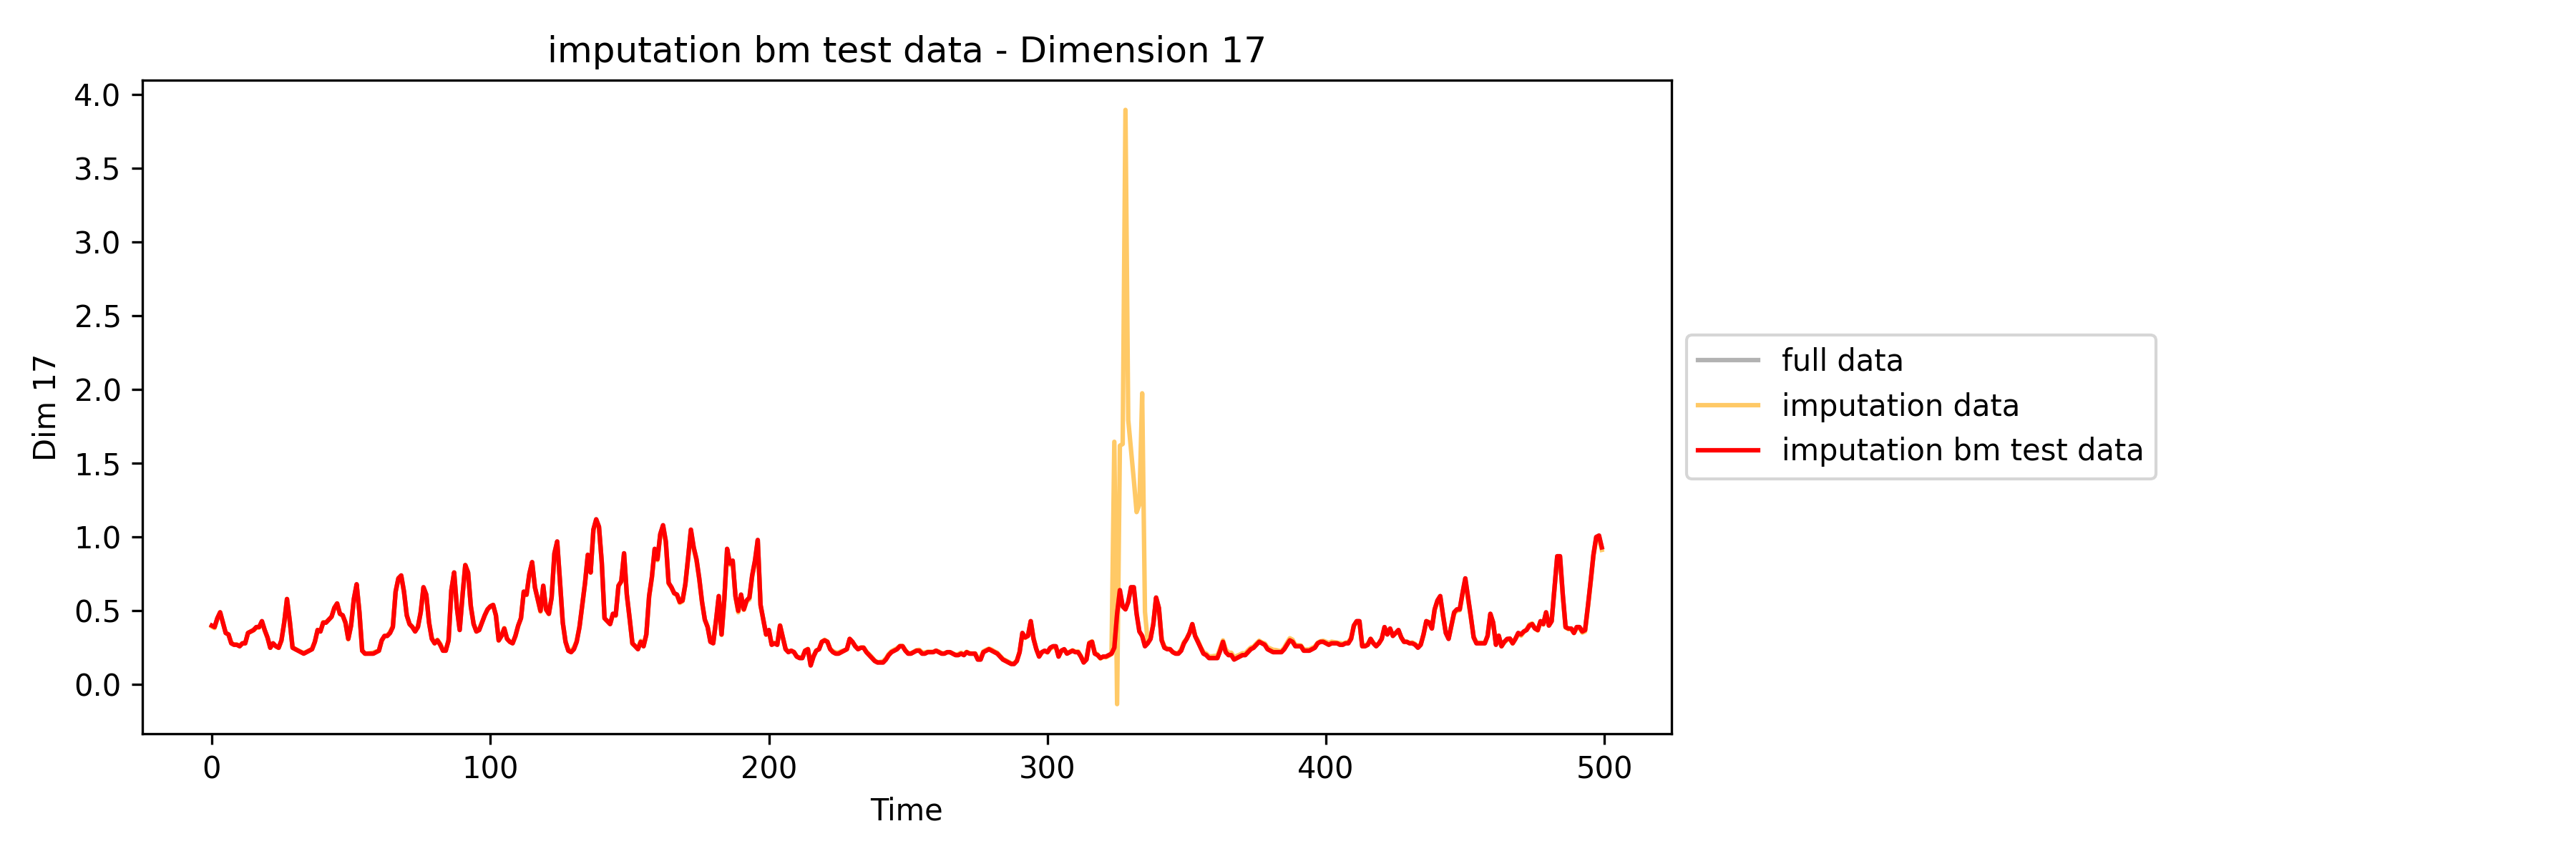 imputation bm test data - Dimension 17
4.0
3.5
3.0
2.5
2.0
1.5
1.0
0.5
0.0
Dim 17
0 100 200 300 400 500
Time
full data
imputation data
imputation bm test data